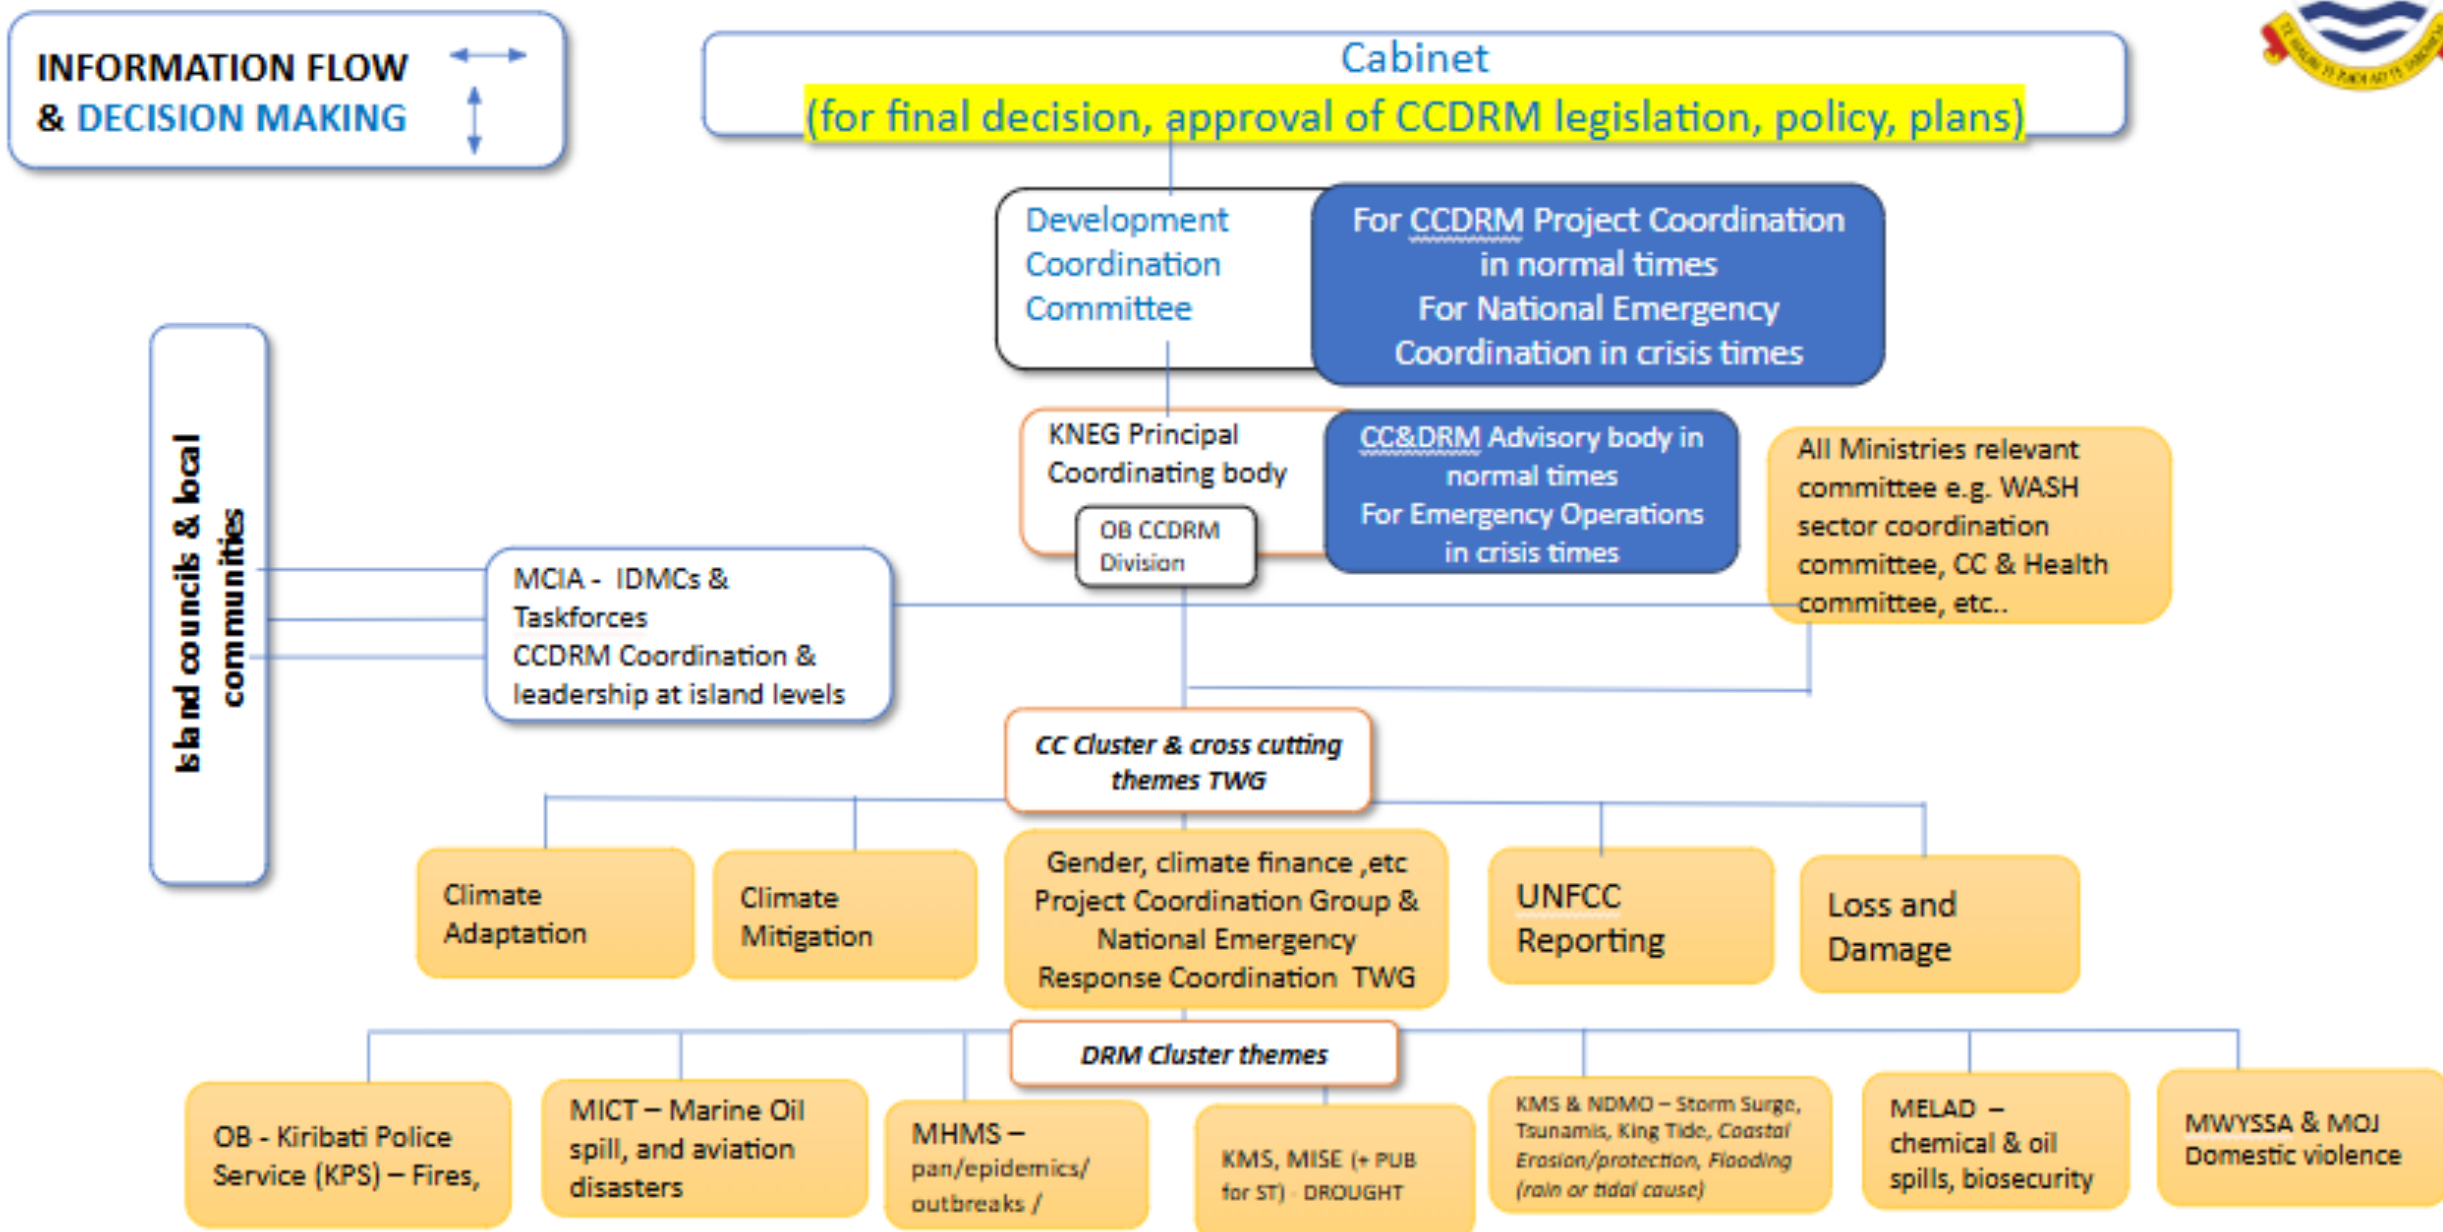 INFORMATION FLOW
& DECISION MAKING
Cabinet
(for final decision, approval of CCDRM legislation, policy, plans)
Development
Coordination
Committee
For CCDRM Project Coordination
in normal times
For National Emergency
Coordination in crisis times
KNEG Principal
Coordinating body
OB CCDRM
Division
CC&DRM Advisory body in
normal times
For Emergency Operations
in crisis times
All Ministries relevant
committee e.g. WASH
sector coordination
committee, CC & Health
committee, etc..
Island councils & local
communities
MCIA - IDMCs &
Taskforces
CCDRM Coordination &
leadership at island levels
CC Cluster & cross cutting
themes TWG
Climate
Adaptation
Climate
Mitigation
Gender, climate finance ,etc
Project Coordination Group &
National Emergency
Response Coordination TWG
UNFCC
Reporting
Loss and
Damage
DRM Cluster themes
OB - Kiribati Police
Service (KPS) – Fires,
MICT – Marine Oil
spill, and aviation
disasters
MHMS –
pan/epidemics/
outbreaks /
KMS, MISE (+ PUB
for ST) - DROUGHT
KMS & NDMO – Storm Surge,
Tsunamis, King Tide, Coastal
Erosion/protection, Flooding
(rain or tidal cause)
MELAD –
chemical & oil
spills, biosecurity
MWYSSA & MOJ
Domestic violence